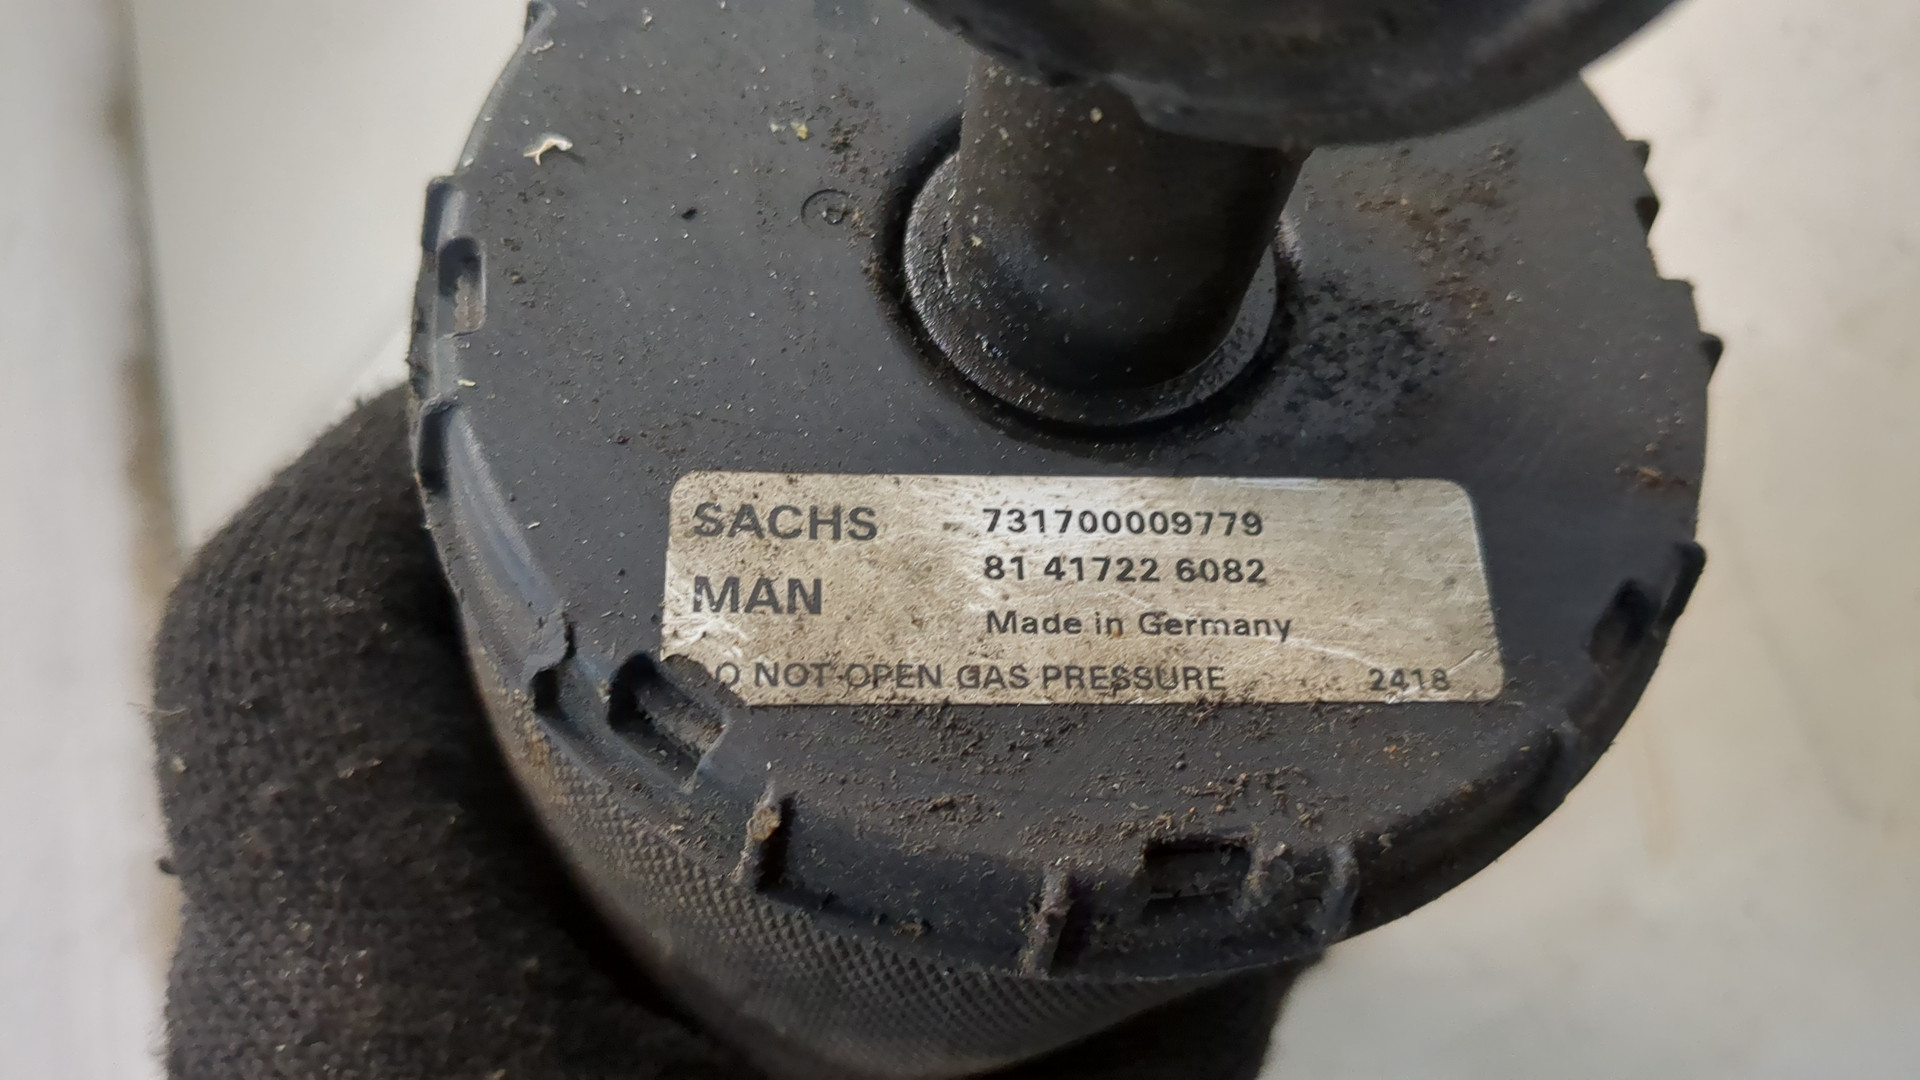 SACHS 731700009779
81 41722 6082
MAN
Made in Germany
O NOT OPEN GAS PRESSURE 2418